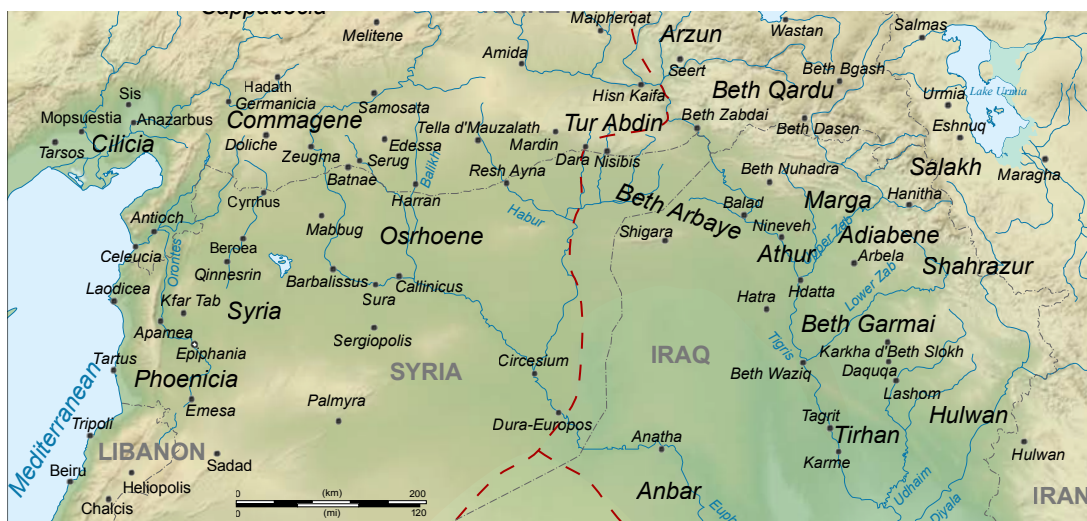 Cappadocia
TURKEY
Melitene
Maipherqat
Arzun
Wastan
Salmas
Amida
Seert
Beth Bgash
Hadath
Samosata
Hisn Kaifa
Beth Qardu
Urmia
Lake Urmia
Sis
Germanicia
Mopsuestia
Anazarbus
Commagene
Tella d'Mauzalath
Tur Abdin
Beth Zabdai
Beth Dasen
Eshnuq
Tarsos
Cilicia
Doliche
Zeugma
Serug
Edessa
Mardin
Dara
Nisibis
Salakh
Maragha
Batnae
Balikh
Resh Ayna
Beth Nuhadra
Cyrrhus
Harran
Habur
Beth Arbaye
Balad
Marga
Hanitha
Antioch
Mabbug
Osrhoene
Shigara
Nineveh
Upper Zab
Adiabene
Celeucia
Orontes
Beroea
Qinnesrin
Athur
Arbela
Shahrazur
Laodicea
Kfar Tab
Barbalissus
Sura
Callinicus
Hatra
Hdatta
Lower Zab
Syria
Apamea
Epiphania
Sergiopolis
Beth Garmai
Tartus
Phoenicia
SYRIA
Circesium
IRAQ
Tigris
Karkha d'Beth Slokh
Beth Waziq
Daquqa
Lashom
Mediterranean
Emesa
Palmyra
Dura-Europos
Tagrit
Hulwan
Tripoli
LIBANON
Sadad
Anatha
Tirhan
Karme
Hulwan
Beiru
Heliopolis
Chalcis
0 (km) 200
0 (mi) 120
Anbar
Euph
Udhaim
Diyala
IRAN